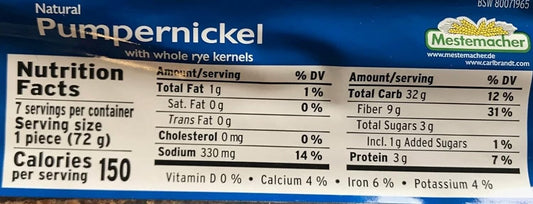 Natural
Pumpernickel
with whole rye kernels
BSW 8007/1965
Mestemacher
www.mestemacher.de
www.carlbrandt.com
Nutrition
Facts
7 servings per container
Serving size
1 piece (72 g)
Calories 150
per serving
Amount/serving % DV
Total Fat 1g 1%
Sat. Fat 0g 0%
Trans Fat 0g
Cholesterol 0mg 0%
Sodium 330mg 14%
Amount/serving % DV
Total Carb 32g 12%
Fiber 9g 31%
Total Sugars 3g
Incl. 1g Added Sugars 1%
Protein 3g 7%
Vitamin D 0% • Calcium 4% • Iron 6% • Potassium 4%